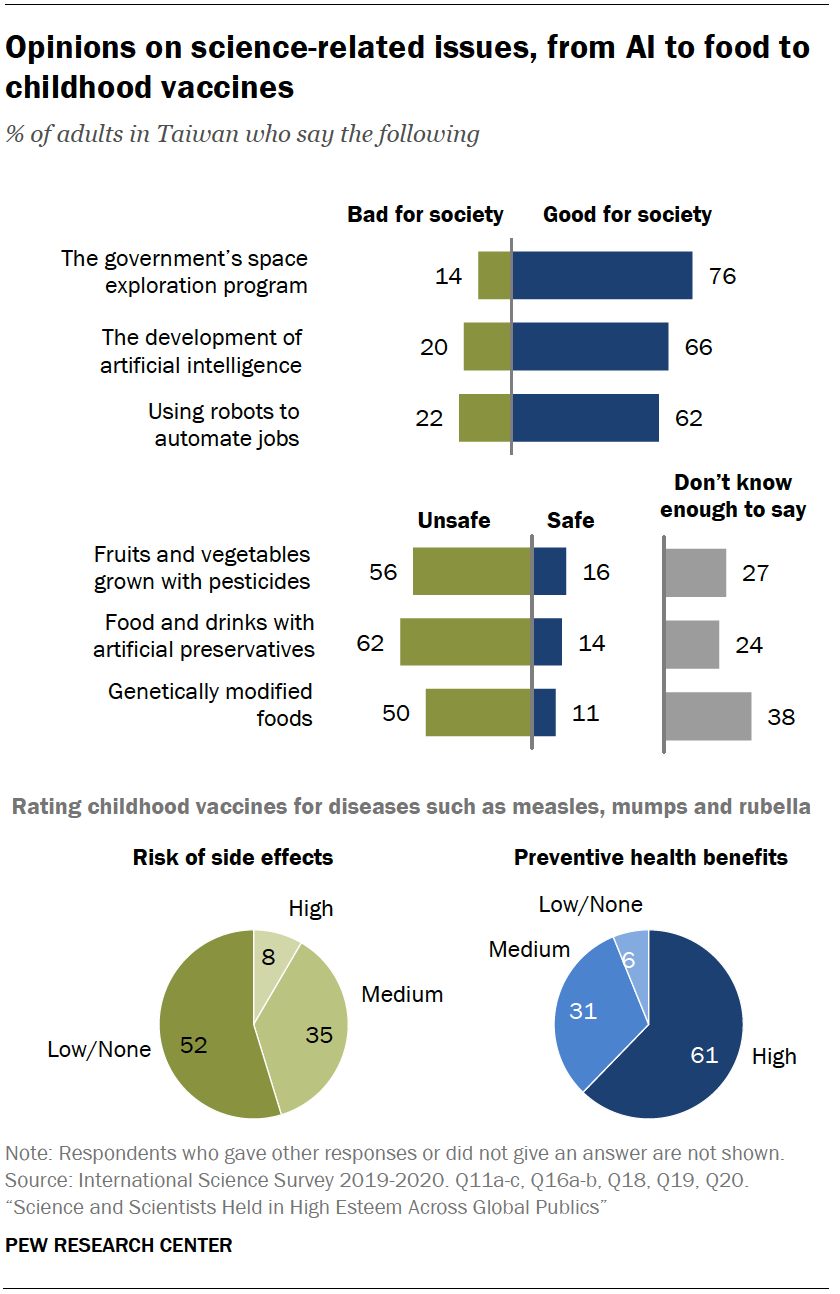 Opinions on science-related issues, from AI to food to
childhood vaccines
% of adults in Taiwan who say the following
Bad for society Good for society
The government's space
exploration program
14 76
The development of
artificial intelligence
20 66
Using robots to
automate jobs
22 62
Don't know
enough to say
Unsafe Safe
Fruits and vegetables
grown with pesticides
56 16 27
Food and drinks with
artificial preservatives
62 14 24
Genetically modified
foods
50 11 38
Rating childhood vaccines for diseases such as measles, mumps and rubella
Risk of side effects
High
8
Medium
35
Low/None
52
Preventive health benefits
Low/None
6
Medium
31
61
High
Note: Respondents who gave other responses or did not give an answer are not shown.
Source: International Science Survey 2019-2020. Q11a-c, Q16a-b, Q18, Q19, Q20.
“Science and Scientists Held in High Esteem Across Global Publics”
PEW RESEARCH CENTER